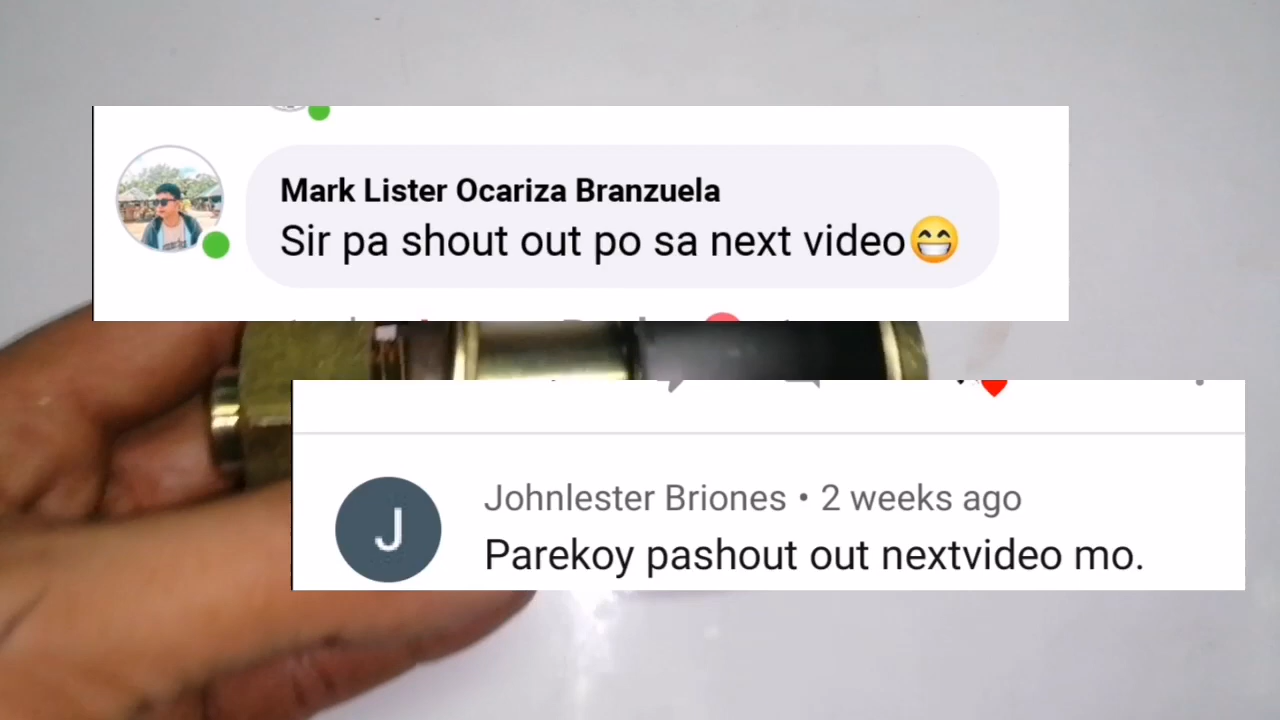 Mark Lister Ocariza Branzuela
Sir pa shout out po sa next video😁
J
Johnlester Briones • 2 weeks ago
Parekoy pashout out nextvideo mo.